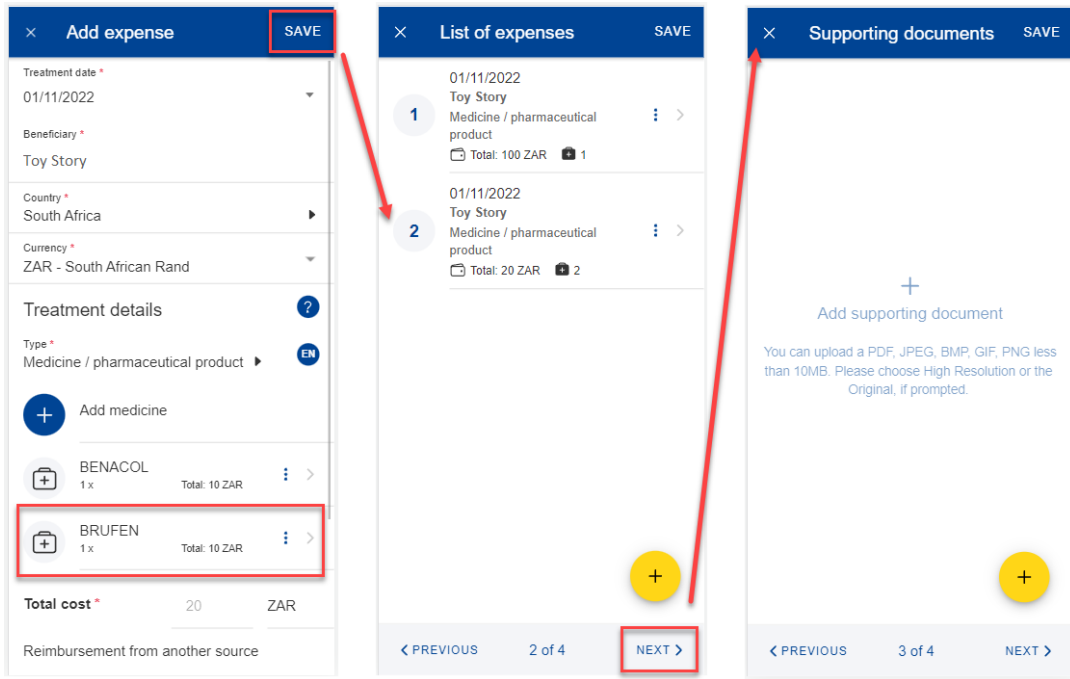 × Add expense SAVE
Treatment date *
01/11/2022
Beneficiary *
Toy Story
Country *
South Africa
Currency *
ZAR - South African Rand
Treatment details ?
Type *
Medicine / pharmaceutical product EN
+ Add medicine
BENACOL
1 x Total: 10 ZAR
BRUFEN
1 x Total: 10 ZAR
Total cost * 20 ZAR
Reimbursement from another source
× List of expenses SAVE
01/11/2022
Toy Story
1 Medicine / pharmaceutical
product
Total: 100 ZAR 1
01/11/2022
Toy Story
2 Medicine / pharmaceutical
product
Total: 20 ZAR 2
+
< PREVIOUS 2 of 4 NEXT >
× Supporting documents SAVE
+
Add supporting document
You can upload a PDF, JPEG, BMP, GIF, PNG less
than 10MB. Please choose High Resolution or the
Original, if prompted.
+
< PREVIOUS 3 of 4 NEXT >